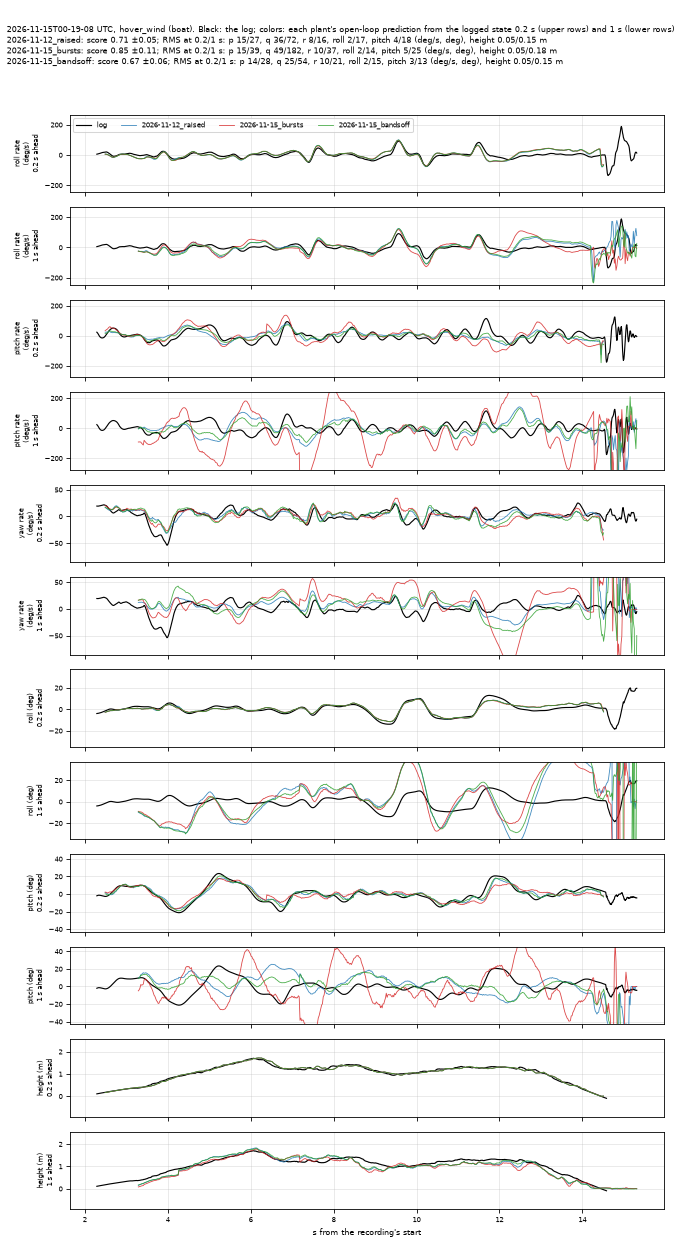 2026-11-15T00-19-08 UTC, hover_wind (boat). Black: the log; colors: each plant's open-loop prediction from the logged state 0.2 s (upper rows) and 1 s (lower rows)
2026-11-12_raised: score 0.71 ±0.05; RMS at 0.2/1 s: p 15/27, q 36/72, r 8/16, roll 2/17, pitch 4/18 (deg/s, deg), height 0.05/0.15 m
2026-11-15_bursts: score 0.85 ±0.11; RMS at 0.2/1 s: p 15/39, q 49/182, r 10/37, roll 2/14, pitch 5/25 (deg/s, deg), height 0.05/0.18 m
2026-11-15_bandsoff: score 0.67 ±0.06; RMS at 0.2/1 s: p 14/28, q 25/54, r 10/21, roll 2/15, pitch 3/13 (deg/s, deg), height 0.05/0.15 m
log 2026-11-12_raised 2026-11-15_bursts 2026-11-15_bandsoff
roll rate
(deg/s)
0.2 s ahead
200
0
−200
roll rate
(deg/s)
1 s ahead
200
0
−200
pitch rate
(deg/s)
0.2 s ahead
200
0
−200
pitch rate
(deg/s)
1 s ahead
200
0
−200
yaw rate
(deg/s)
0.2 s ahead
50
0
−50
yaw rate
(deg/s)
1 s ahead
50
0
−50
roll (deg)
0.2 s ahead
20
0
−20
roll (deg)
1 s ahead
20
0
−20
pitch (deg)
0.2 s ahead
40
20
0
−20
−40
pitch (deg)
1 s ahead
40
20
0
−20
−40
height (m)
0.2 s ahead
2
1
0
height (m)
1 s ahead
2
1
0
2 4 6 8 10 12 14 16
s from the recording's start